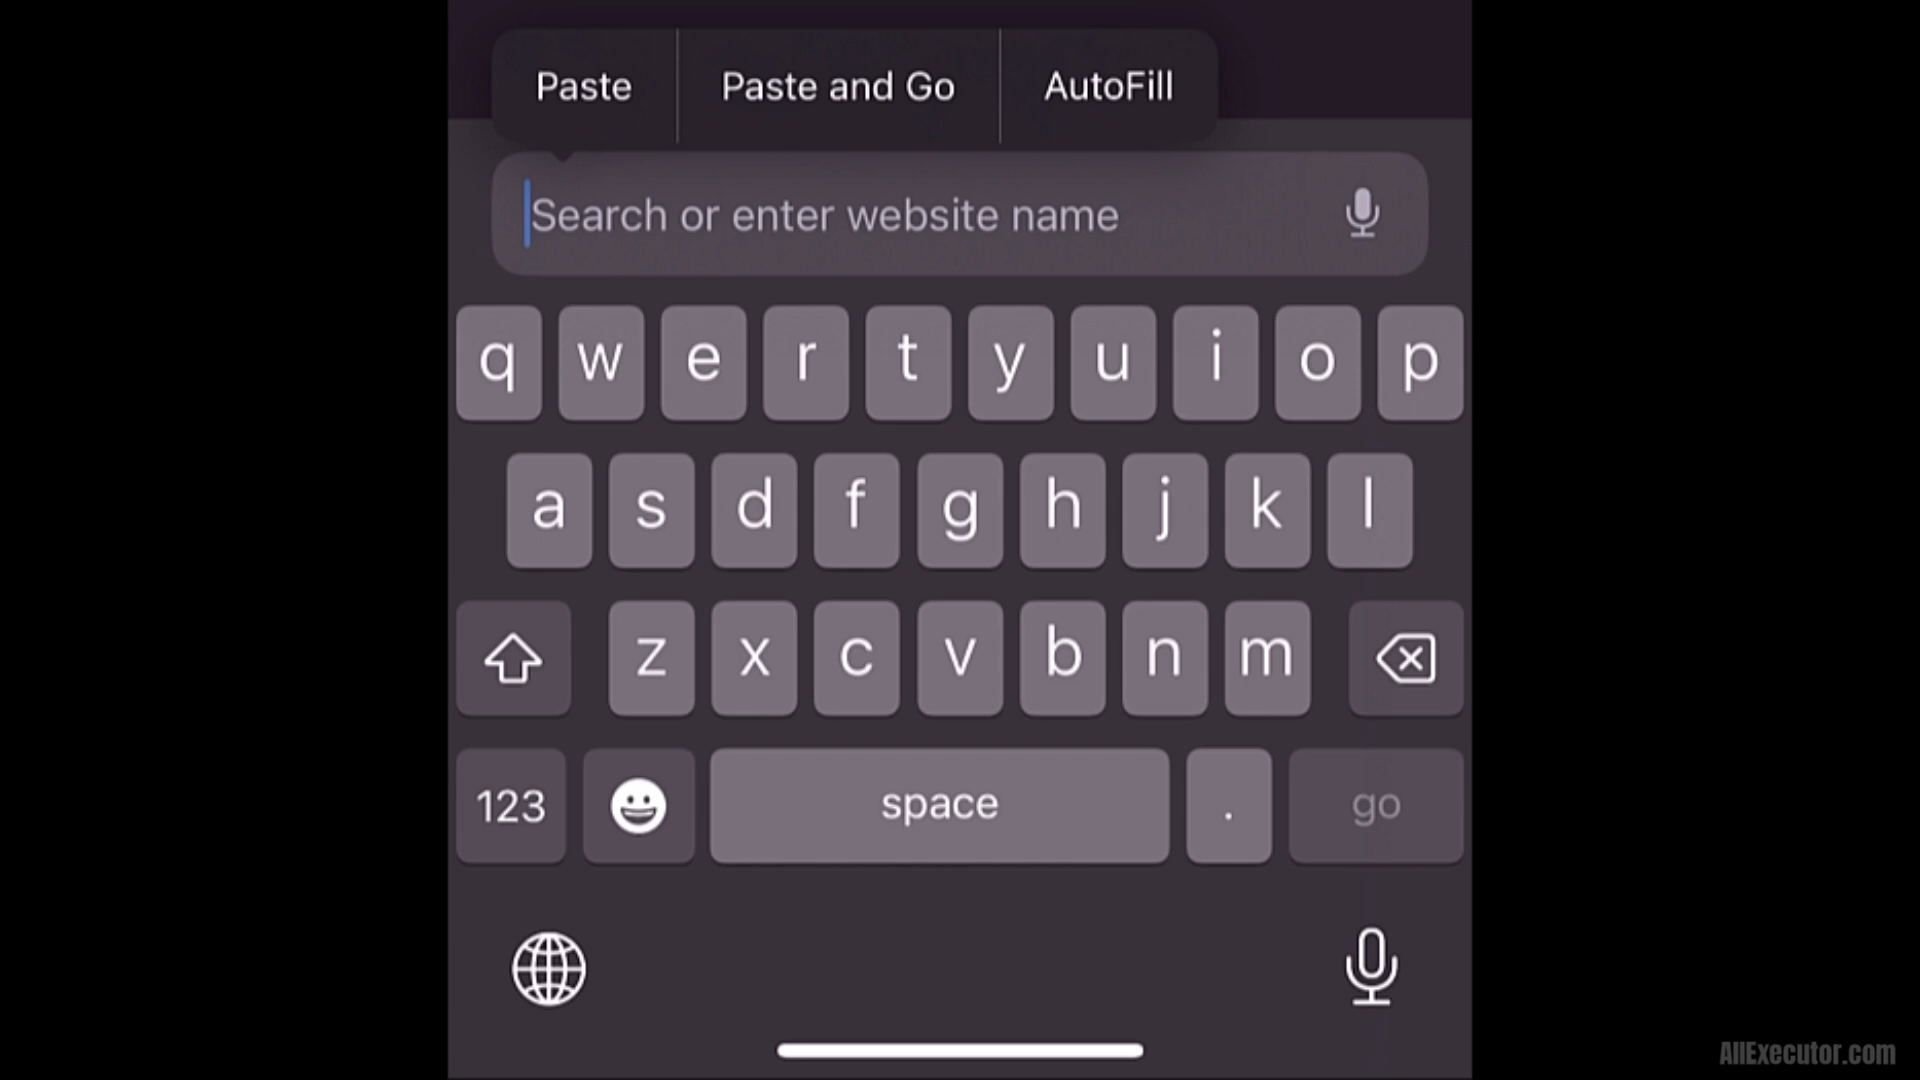 Paste Paste and Go AutoFill
Search or enter website name
q w e r t y u i o p
a s d f g h j k l
z x c v b n m
123 space . go
AllExecutor.com